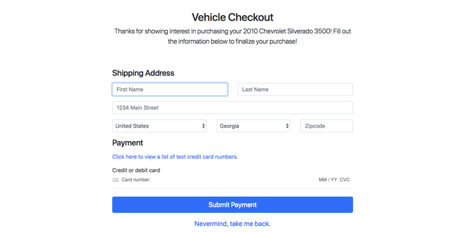 Vehicle Checkout
Thanks for showing interest in purchasing your 2010 Chevrolet Silverado 3500! Fill out
the information below to finalize your purchase!
Shipping Address
First Name Last Name
1234 Main Street
United States Georgia Zipcode
Payment
Click here to view a list of test credit card numbers.
Credit or debit card
Card number MM / YY CVC
Submit Payment
Nevermind, take me back.